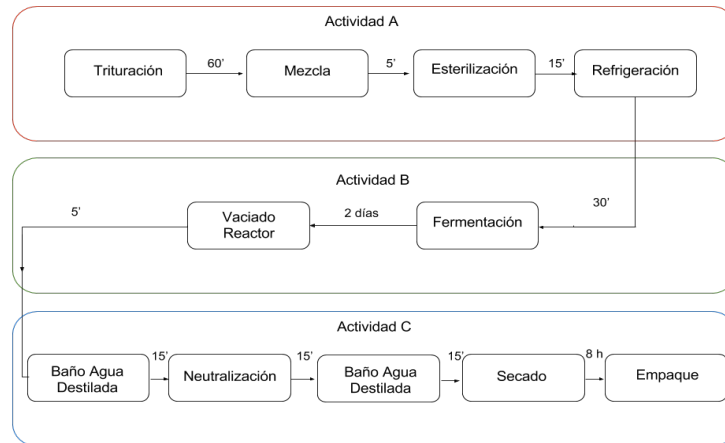 Actividad A
Trituración
60’
Mezcla
5’
Esterilización
15’
Refrigeración
Actividad B
5’
Vaciado
Reactor
2 días
Fermentación
30’
Actividad C
Baño Agua
Destilada
15’
Neutralización
15’
Baño Agua
Destilada
15’
Secado
8 h
Empaque